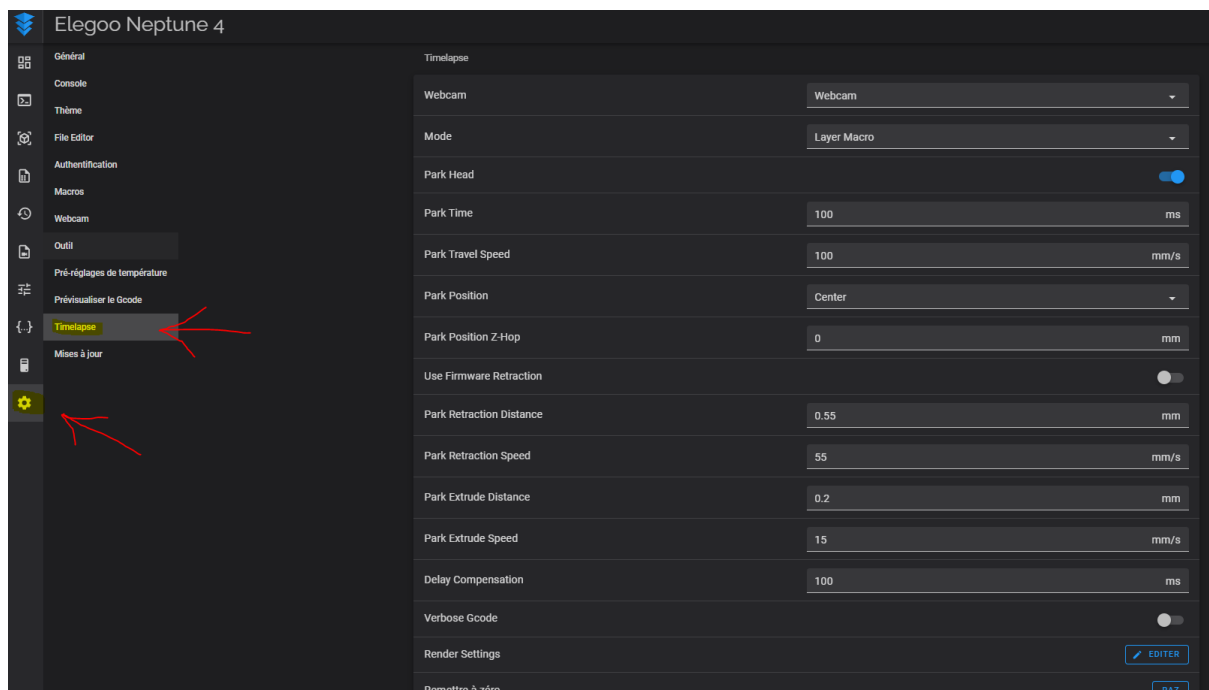 Elegoo Neptune 4
Général
Console
Thème
File Editor
Authentification
Macros
Webcam
Outil
Pré-réglages de température
Prévisualiser le Gcode
Timelapse
Mises à jour
Timelapse
Webcam Webcam
Mode Layer Macro
Park Head
Park Time 100 ms
Park Travel Speed 100 mm/s
Park Position Center
Park Position Z-Hop 0 mm
Use Firmware Retraction
Park Retraction Distance 0.55 mm
Park Retraction Speed 55 mm/s
Park Extrude Distance 0.2 mm
Park Extrude Speed 15 mm/s
Delay Compensation 100 ms
Verbose Gcode
Render Settings EDITER
Remettre à zéro RAZ